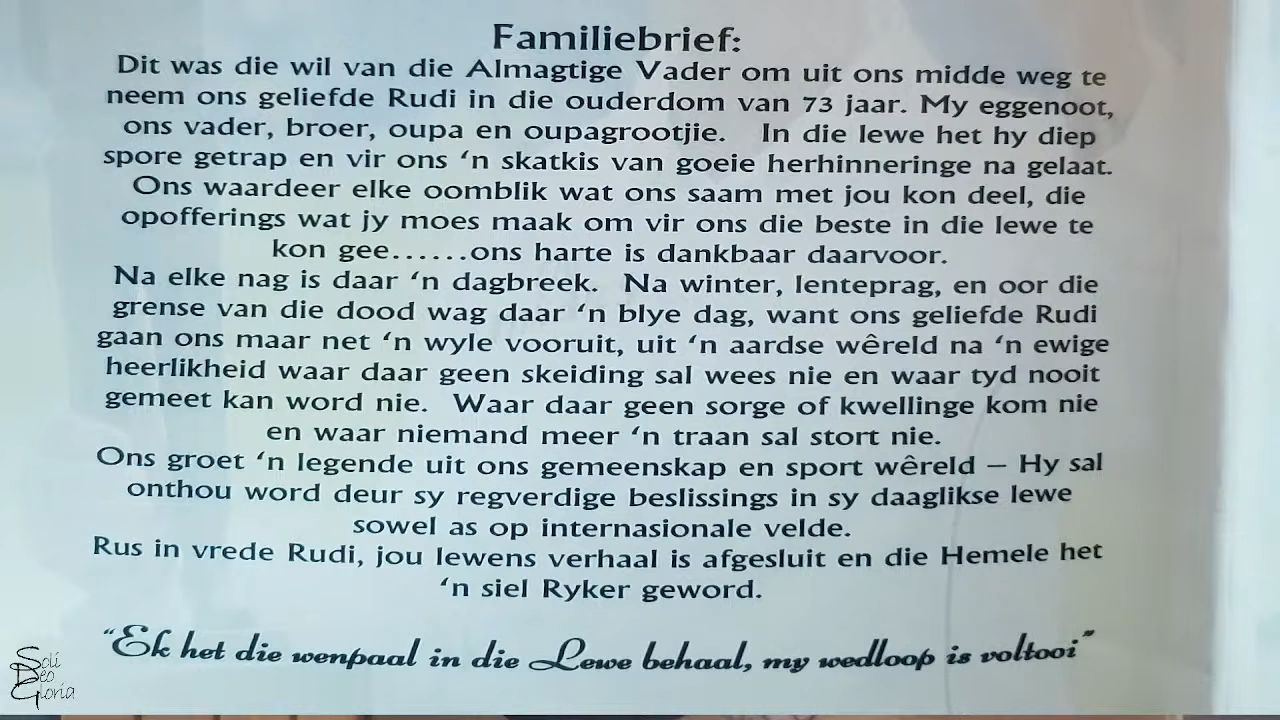 Familiebrief:
Dit was die wil van die Almagtige Vader om uit ons midde weg te
neem ons geliefde Rudi in die ouderdom van 73 jaar. My eggenoot,
ons vader, broer, oupa en oupagrootjie. In die lewe het hy diep
spore getrap en vir ons ‘n skatkis van goeie herhinneringe na gelaat.
Ons waardeer elke oomblik wat ons saam met jou kon deel, die
opofferings wat jy moes maak om vir ons die beste in die lewe te
kon gee......ons harte is dankbaar daarvoor.
Na elke nag is daar ‘n dagbreek. Na winter, lenteprag, en oor die
grense van die dood wag daar ‘n blye dag, want ons geliefde Rudi
gaan ons maar net ‘n wyle vooruit, uit ‘n aardse wêreld na ‘n ewige
heerlikheid waar daar geen skeiding sal wees nie en waar tyd nooit
gemeet kan word nie. Waar daar geen sorge of kwellinge kom nie
en waar niemand meer ‘n traan sal stort nie.
Ons groet ‘n legende uit ons gemeenskap en sport wêreld – Hy sal
onthou word deur sy regverdige beslissings in sy daaglikse lewe
sowel as op internasionale velde.
Rus in vrede Rudi, jou lewens verhaal is afgesluit en die Hemele het
‘n siel Ryker geword.
“Ek het die wenpaal in die Lewe behaal, my wedloop is voltooi”
Soli
Deo
Gloria